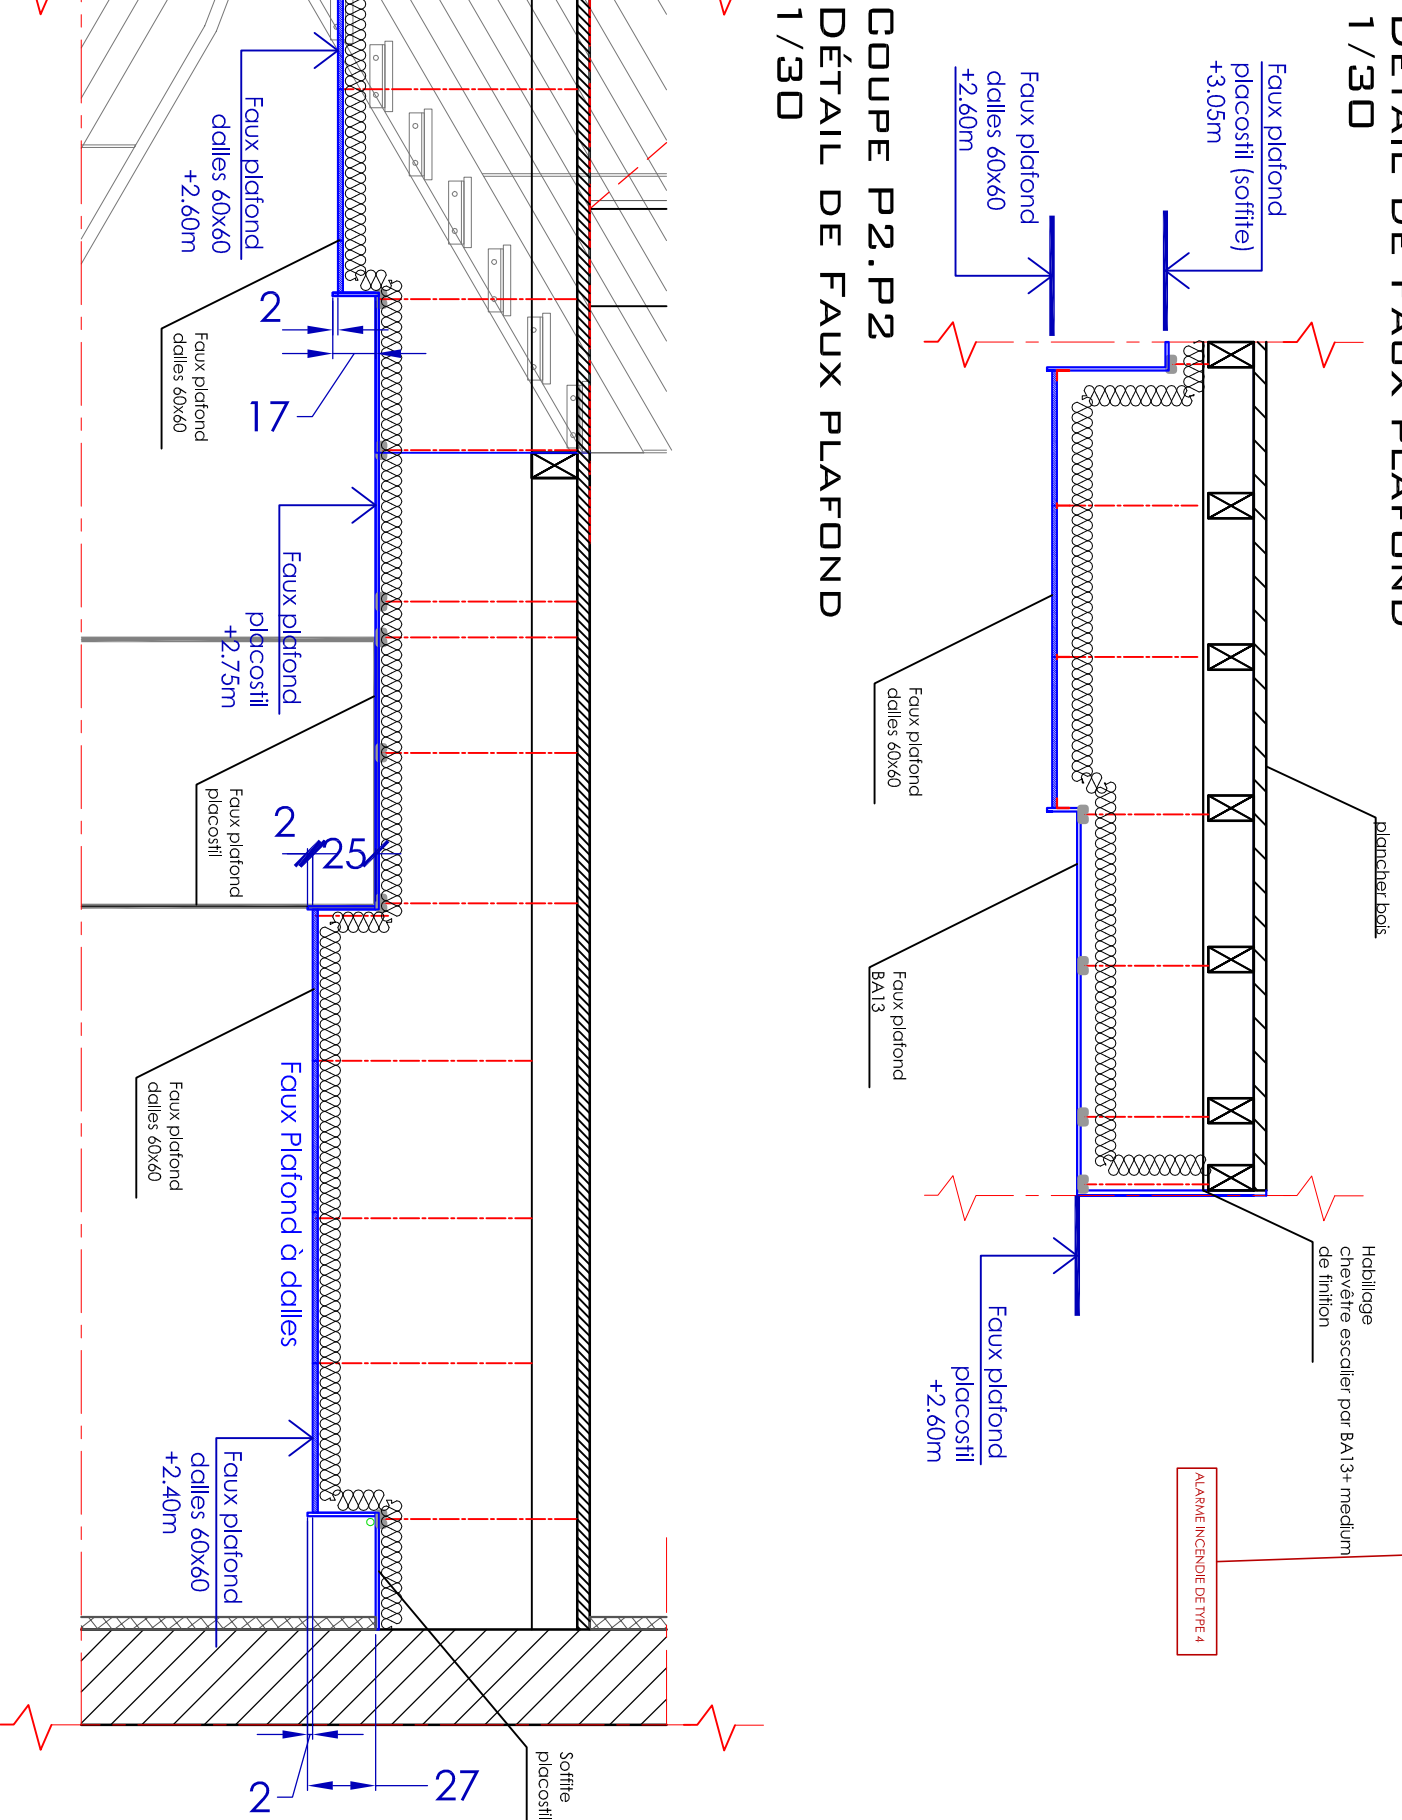 DÉTAIL DE FAUX PLAFOND
1/30
Faux plafond
placostil (soffite)
+3.05m
Faux plafond
dalles 60x60
+2.60m
plancher bois
Faux plafond
dalles 60x60
Faux plafond
BA13
Habillage
chevêtre escalier par BA13+ medium
de finition
Faux plafond
placostil
+2.60m
ALARME INCENDIE DE TYPE 4
COUPE P2.P2
DÉTAIL DE FAUX PLAFOND
1/30
Faux plafond
dalles 60x60
+2.60m
2
17
Faux plafond
dalles 60x60
Faux plafond
placostil
+2.75m
Faux plafond
placostil
2
25
Faux plafond
dalles 60x60
Faux Plafond à dalles
Faux plafond
dalles 60x60
+2.40m
Soffite
placostil
27
2